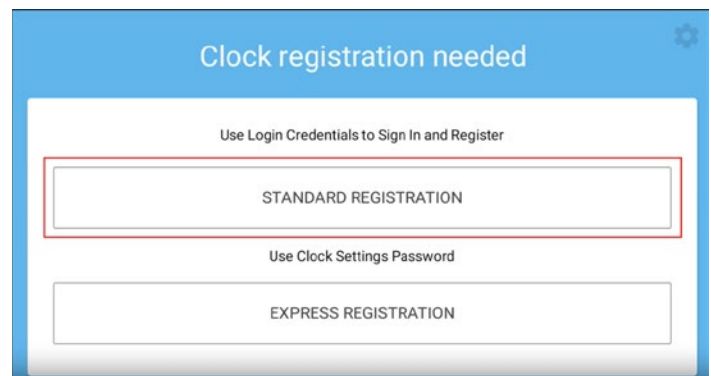 Clock registration needed
Use Login Credentials to Sign In and Register
STANDARD REGISTRATION
Use Clock Settings Password
EXPRESS REGISTRATION